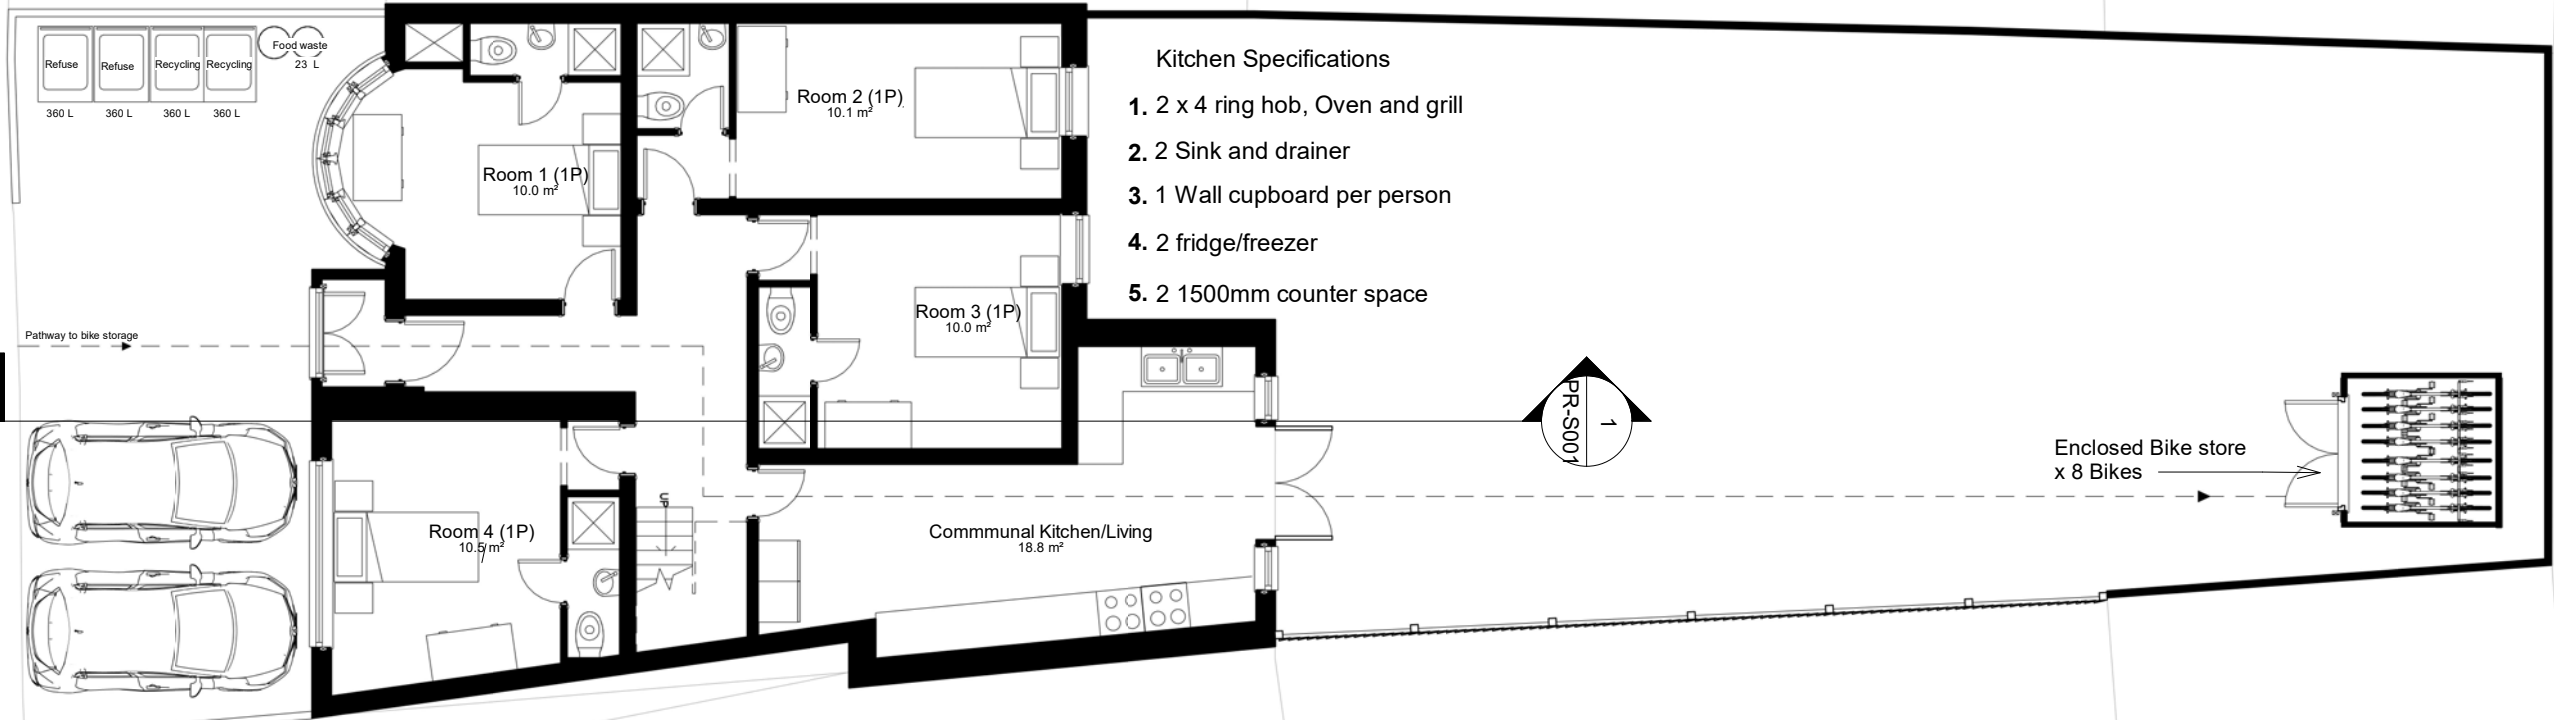 Refuse
Refuse
Recycling
Recycling
Food waste
23 L
360 L
360 L
360 L
360 L
Room 1 (1P)
10.0 m²
Room 2 (1P)
10.1 m²
Kitchen Specifications
1. 2 x 4 ring hob, Oven and grill
2. 2 Sink and drainer
3. 1 Wall cupboard per person
4. 2 fridge/freezer
5. 2 1500mm counter space
Room 3 (1P)
10.0 m²
Pathway to bike storage
PR-S001
1
Enclosed Bike store
x 8 Bikes
UP
Room 4 (1P)
10.5 m²
Commmunal Kitchen/Living
18.8 m²